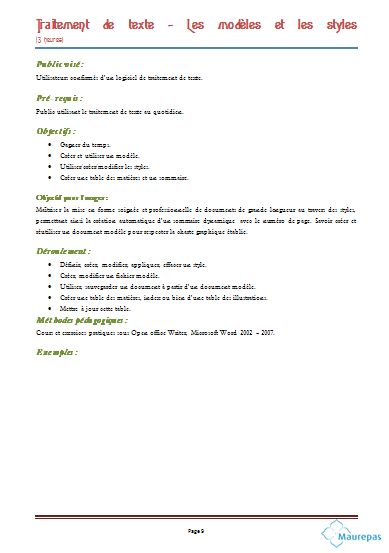 Traitement de texte - Les modèles et les styles
(3 heures)
Public visé :
Utilisateurs confirmés d'un logiciel de traitement de texte.
Pré-requis :
Public utilisant le traitement de texte au quotidien.
Objectifs :
• Gagner du temps.
• Créer et utiliser un modèle.
• Utiliser créer modifier les styles.
• Créer une table des matières et un sommaire.
Objectif pour l'usager :
Maîtriser la mise en forme soignée et professionnelle de documents de grande longueur au travers des styles,
permettant ainsi la création automatique d'un sommaire dynamique avec le numéro de page. Savoir créer et
réutiliser un document modèle pour respecter la charte graphique établie.
Déroulement :
• Définir, créer, modifier, appliquer, effacer un style.
• Créer, modifier un fichier modèle.
• Utiliser, sauvegarder un document à partir d'un document modèle.
• Créer une table des matières, index ou bien d'une table des illustrations.
• Mettre à jour cette table.
Méthodes pédagogiques :
Cours et exercices pratiques sous Open office Writer, Microsoft Word 2002 – 2007.
Exemples :
Page 9
Maurepas